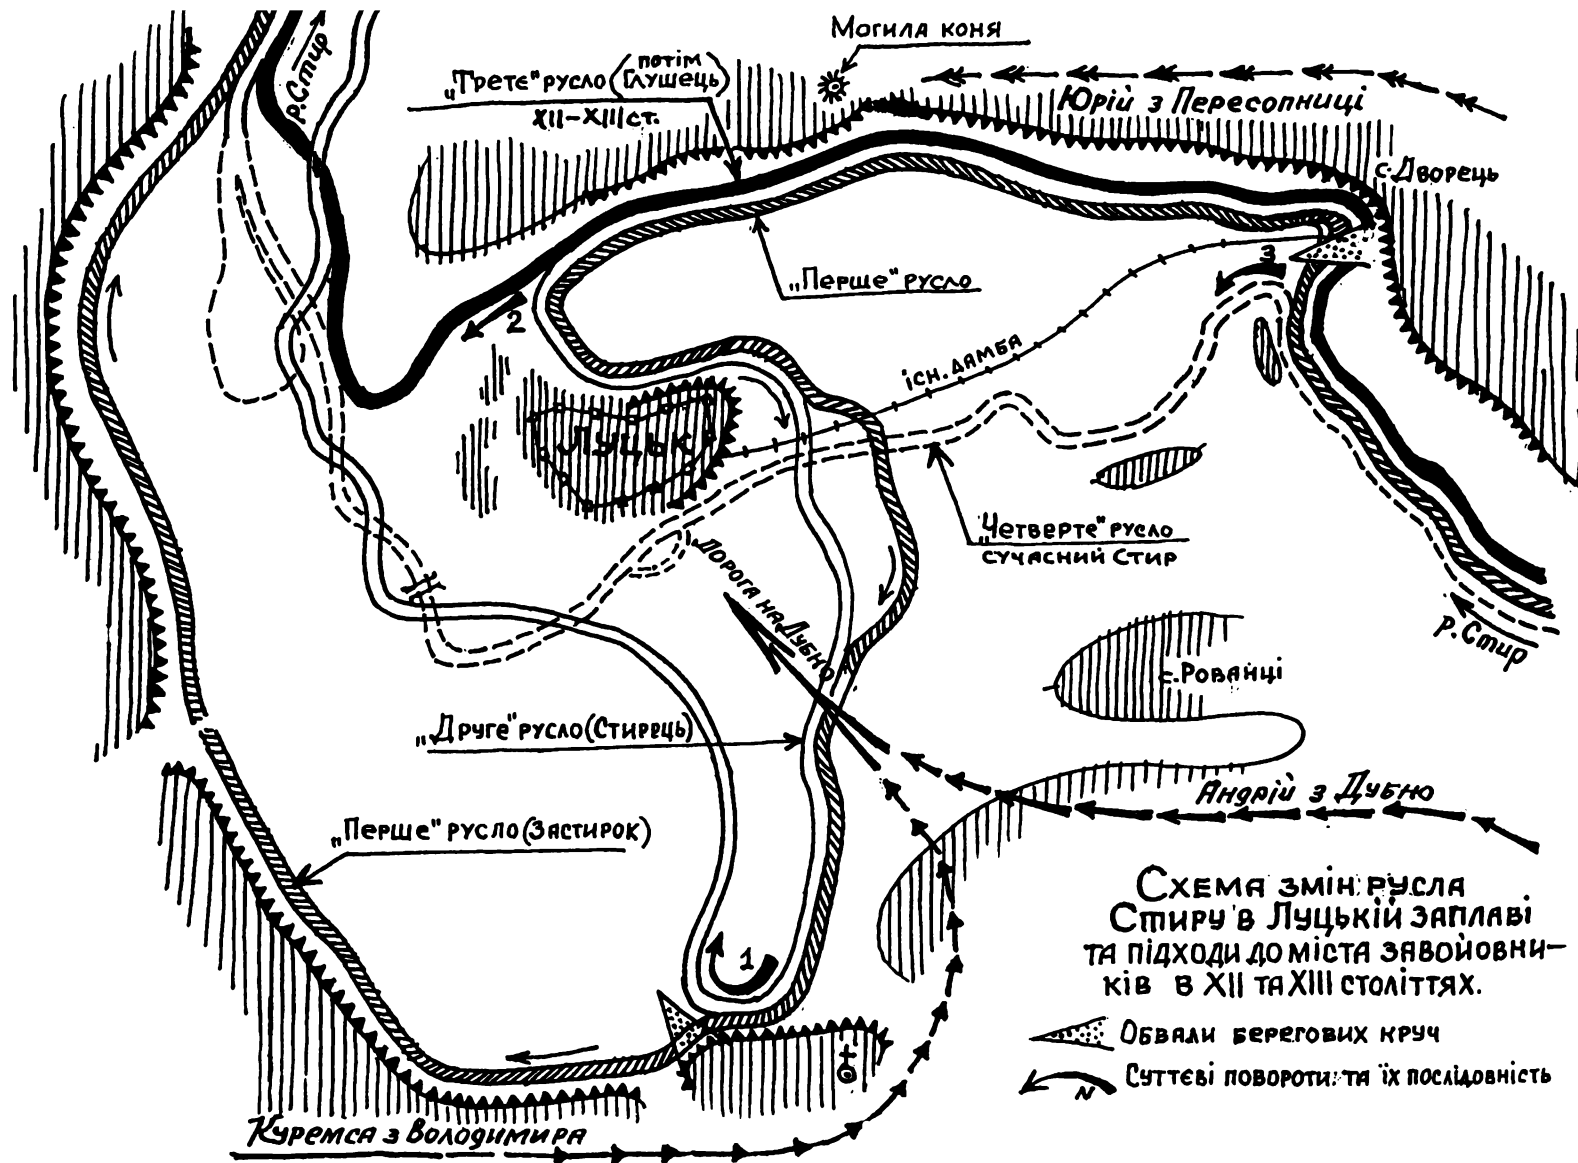 Могила коня
р. Стир
„Третє" русло (потім Глушець)
XII–XIII ст.
Юрій з Пересопниці
с. Дворець
„Перше" русло
3
2
існ. дамба
Луцьк
„Четверте" русло
сучасний Стир
дорога на Дубно
р. Стир
с. Рованці
„Друге" русло (Стирець)
Андрій з Дубно
„Перше" русло (Застирок)
1
Схема змін русла
Стиру в Луцькій заплаві
та підходи до міста завойовни-
ків в XII та XIII століттях.
Обвали берегових круч
Суттєві повороти та їх послідовність
N
Куремса з Володимира